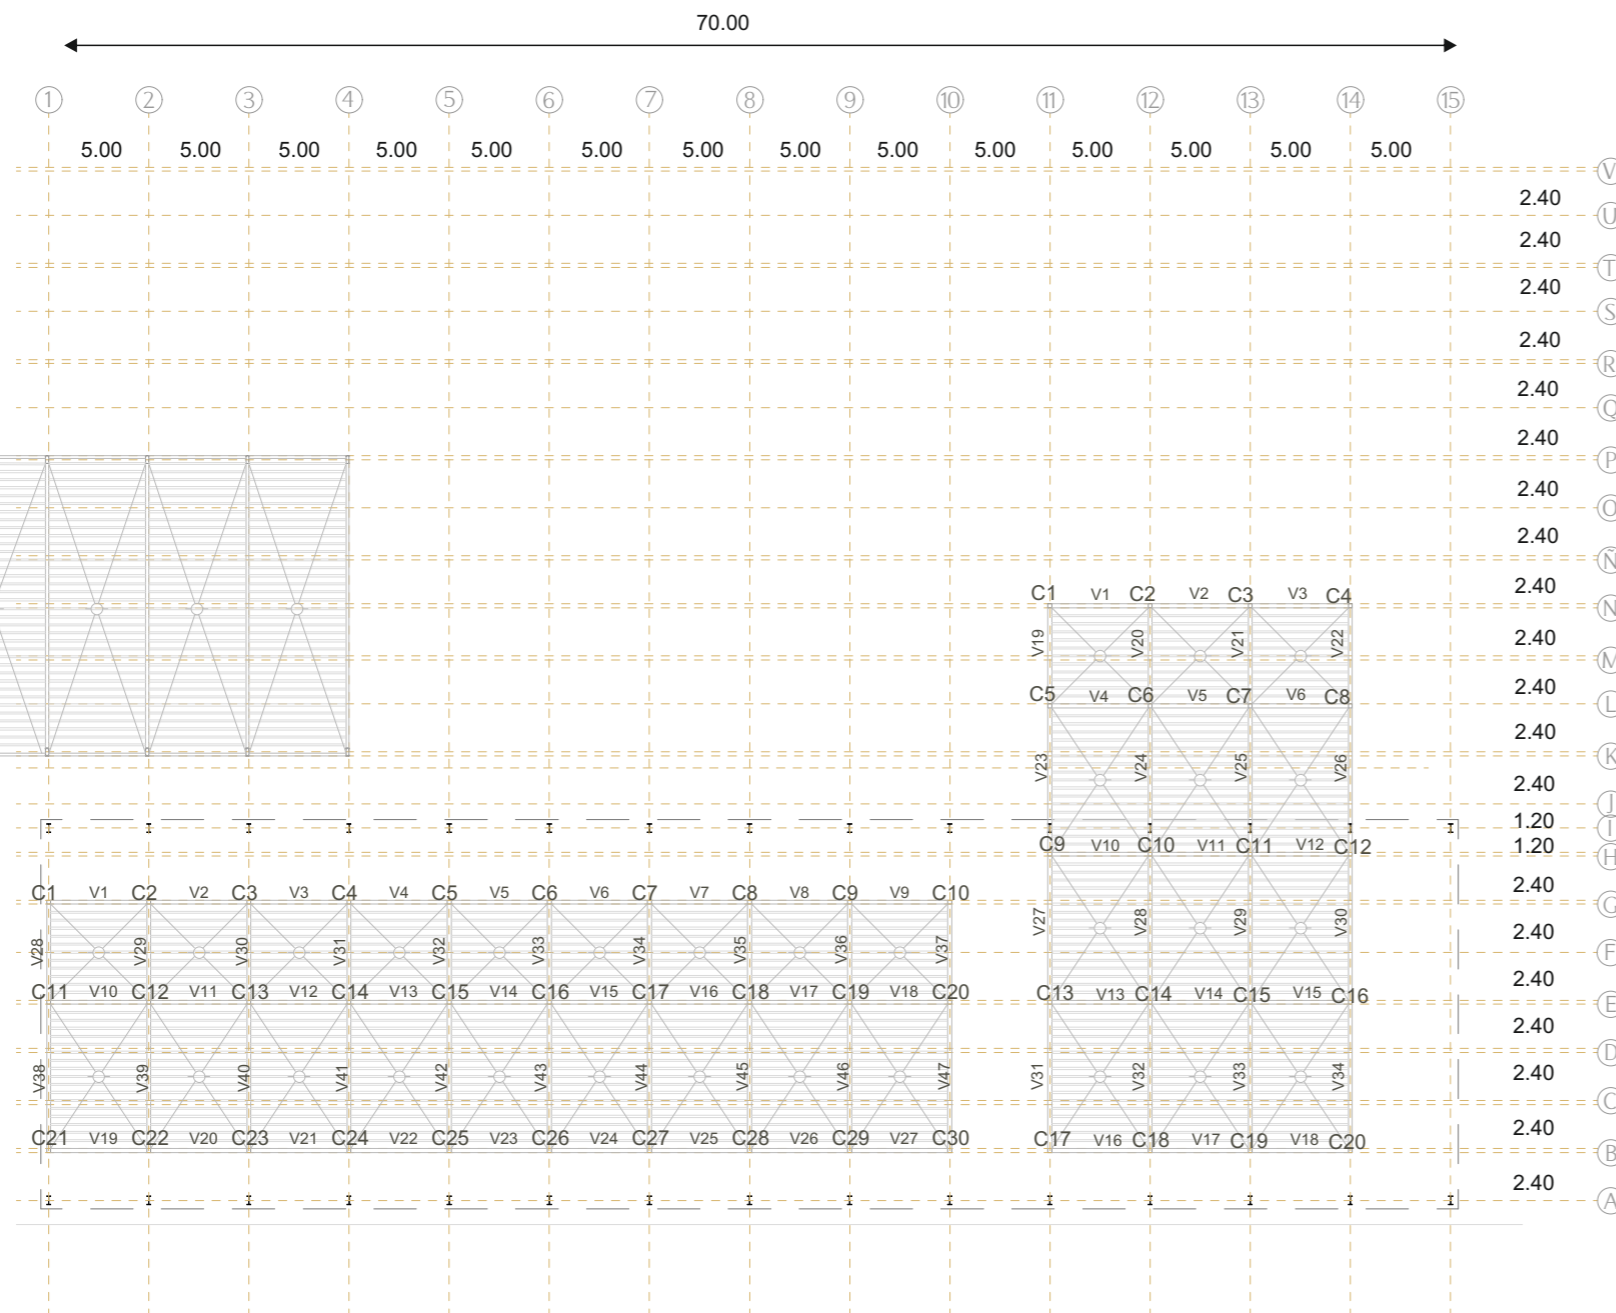 70.00
1 2 3 4 5 6 7 8 9 10 11 12 13 14 15
5.00 5.00 5.00 5.00 5.00 5.00 5.00 5.00 5.00 5.00 5.00 5.00 5.00 5.00
V
2.40
U
2.40
T
2.40
S
2.40
R
2.40
Q
2.40
P
2.40
O
2.40
Ñ
2.40
N
2.40
M
2.40
L
2.40
K
2.40
J
1.20
I
1.20
H
2.40
G
2.40
F
2.40
E
2.40
D
2.40
C
2.40
B
2.40
A
C1 V1 C2 V2 C3 V3 C4
V19 V20 V21 V22
C5 V4 C6 V5 C7 V6 C8
V23 V24 V25 V26
C9 V10 C10 V11 C11 V12 C12
V27 V28 V29 V30
C13 V13 C14 V14 C15 V15 C16
V31 V32 V33 V34
C17 V16 C18 V17 C19 V18 C20
C1 V1 C2 V2 C3 V3 C4 V4 C5 V5 C6 V6 C7 V7 C8 V8 C9 V9 C10
V28 V29 V30 V31 V32 V33 V34 V35 V36 V37
C11 V10 C12 V11 C13 V12 C14 V13 C15 V14 C16 V15 C17 V16 C18 V17 C19 V18 C20
V38 V39 V40 V41 V42 V43 V44 V45 V46 V47
C21 V19 C22 V20 C23 V21 C24 V22 C25 V23 C26 V24 C27 V25 C28 V26 C29 V27 C30